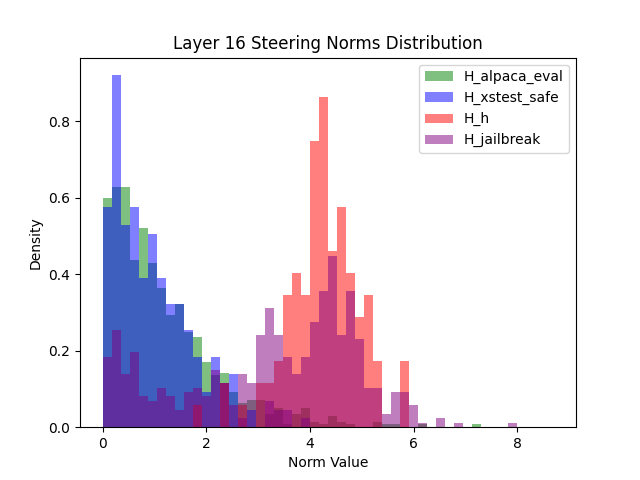 Layer 16 Steering Norms Distribution
H_alpaca_eval
H_xstest_safe
H_h
H_jailbreak
0.8
0.6
0.4
0.2
0.0
Density
0 2 4 6 8
Norm Value